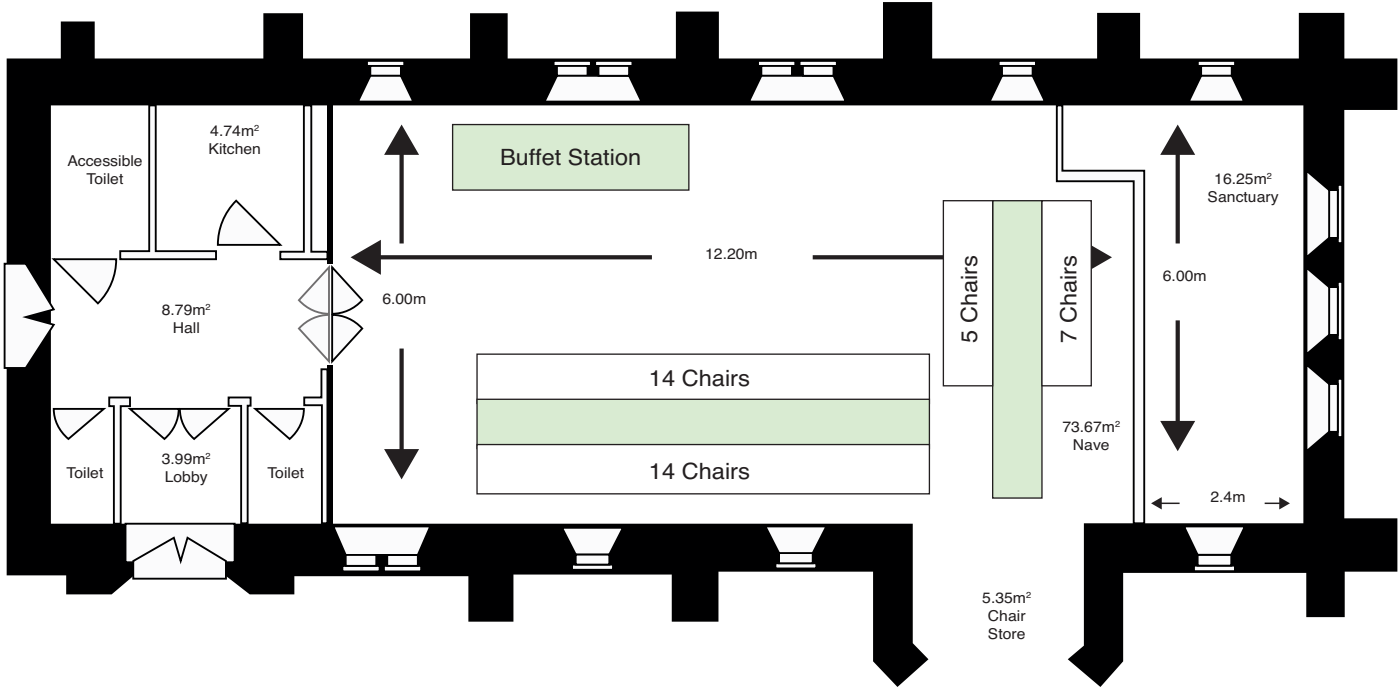 4.74m²
Kitchen
Accessible
Toilet
Buffet Station
16.25m²
Sanctuary
12.20m
6.00m
6.00m
8.79m²
Hall
5 Chairs
7 Chairs
14 Chairs
14 Chairs
73.67m²
Nave
Toilet
3.99m²
Lobby
Toilet
2.4m
5.35m²
Chair
Store